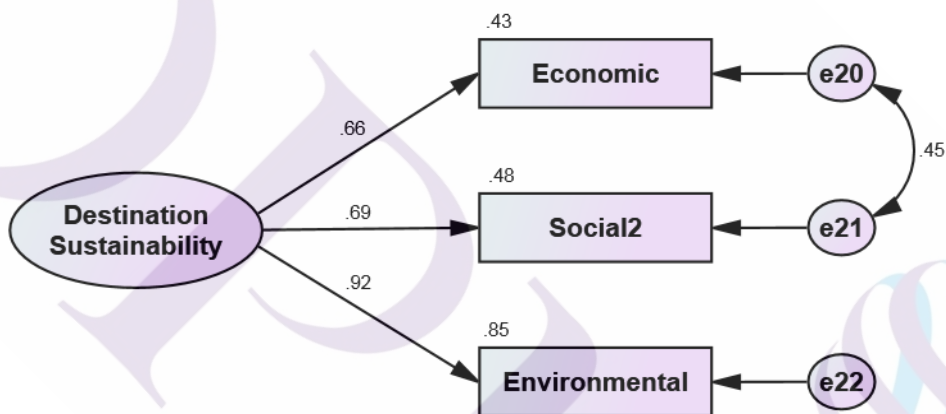 .43
Economic
e20
.66
.45
.48
Destination
Sustainability
.69
Social2
e21
.92
.85
Environmental
e22